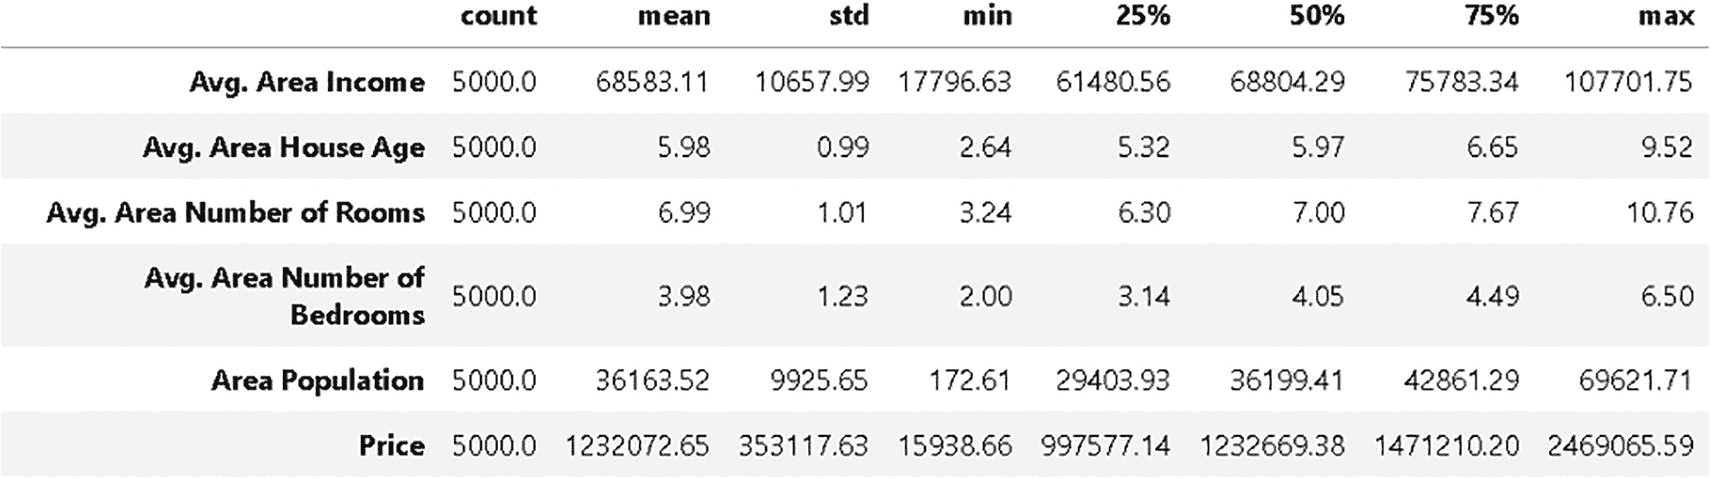 count mean std min 25% 50% 75% max
Avg. Area Income 5000.0 68583.11 10657.99 17796.63 61480.56 68804.29 75783.34 107701.75
Avg. Area House Age 5000.0 5.98 0.99 2.64 5.32 5.97 6.65 9.52
Avg. Area Number of Rooms 5000.0 6.99 1.01 3.24 6.30 7.00 7.67 10.76
Avg. Area Number of
Bedrooms 5000.0 3.98 1.23 2.00 3.14 4.05 4.49 6.50
Area Population 5000.0 36163.52 9925.65 172.61 29403.93 36199.41 42861.29 69621.71
Price 5000.0 1232072.65 353117.63 15938.66 997577.14 1232669.38 1471210.20 2469065.59